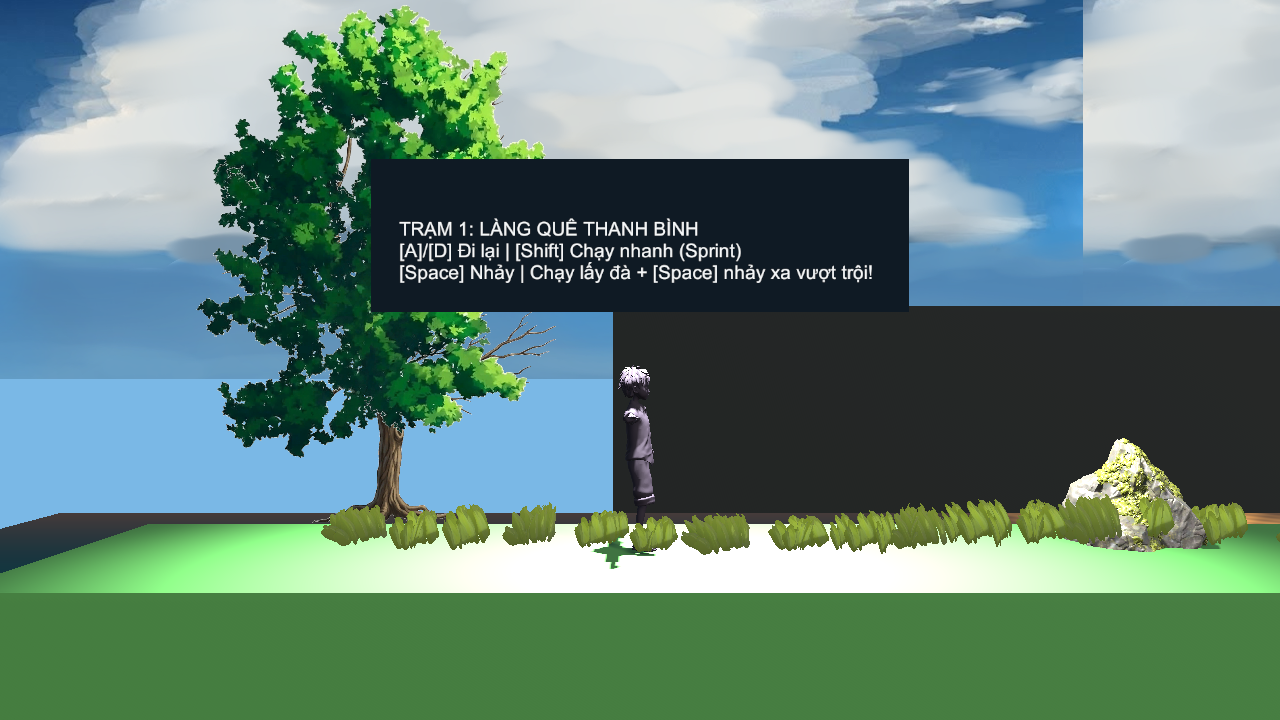 TRẠM 1: LÀNG QUÊ THANH BÌNH
[A]/[D] Đi lại | [Shift] Chạy nhanh (Sprint)
[Space] Nhảy | Chạy lấy đà + [Space] nhảy xa vượt trội!